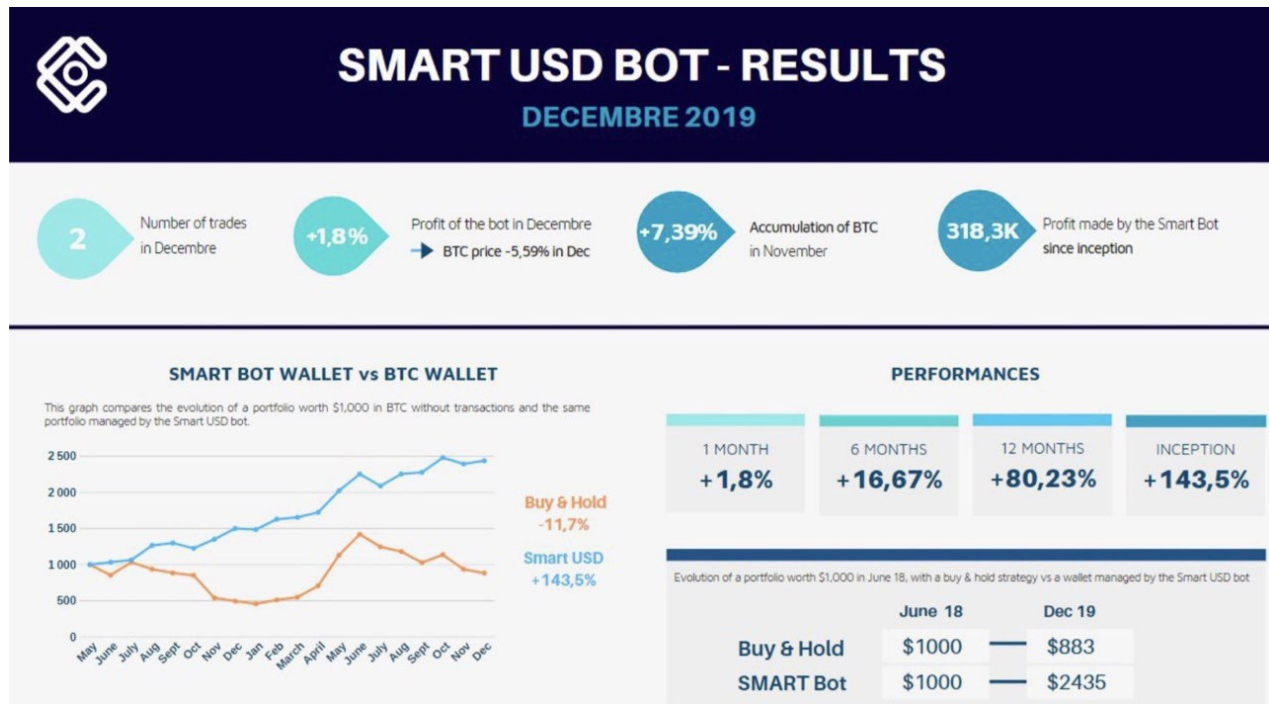 SMART USD BOT - RESULTS
DECEMBRE 2019
2
Number of trades
in Decembre
+1,8%
Profit of the bot in Decembre
BTC price -5,59% in Dec
+7,39%
Accumulation of BTC
in November
318,3K
Profit made by the Smart Bot
since inception
SMART BOT WALLET vs BTC WALLET
This graph compares the evolution of a portfolio worth $1,000 in BTC without transactions and the same
portfolio managed by the Smart USD bot.
2 500
2 000
1 500
1 000
500
0
May June July Aug Sept Oct Nov Dec Jan Feb March April May June July Aug Sept Oct Nov Dec
Buy & Hold
-11,7%
Smart USD
+143,5%
PERFORMANCES
1 MONTH
+1,8%
6 MONTHS
+16,67%
12 MONTHS
+80,23%
INCEPTION
+143,5%
Evolution of a portfolio worth $1,000 in June 18, with a buy & hold strategy vs a wallet managed by the Smart USD bot
June 18 Dec 19
Buy & Hold $1000 $883
SMART Bot $1000 $2435